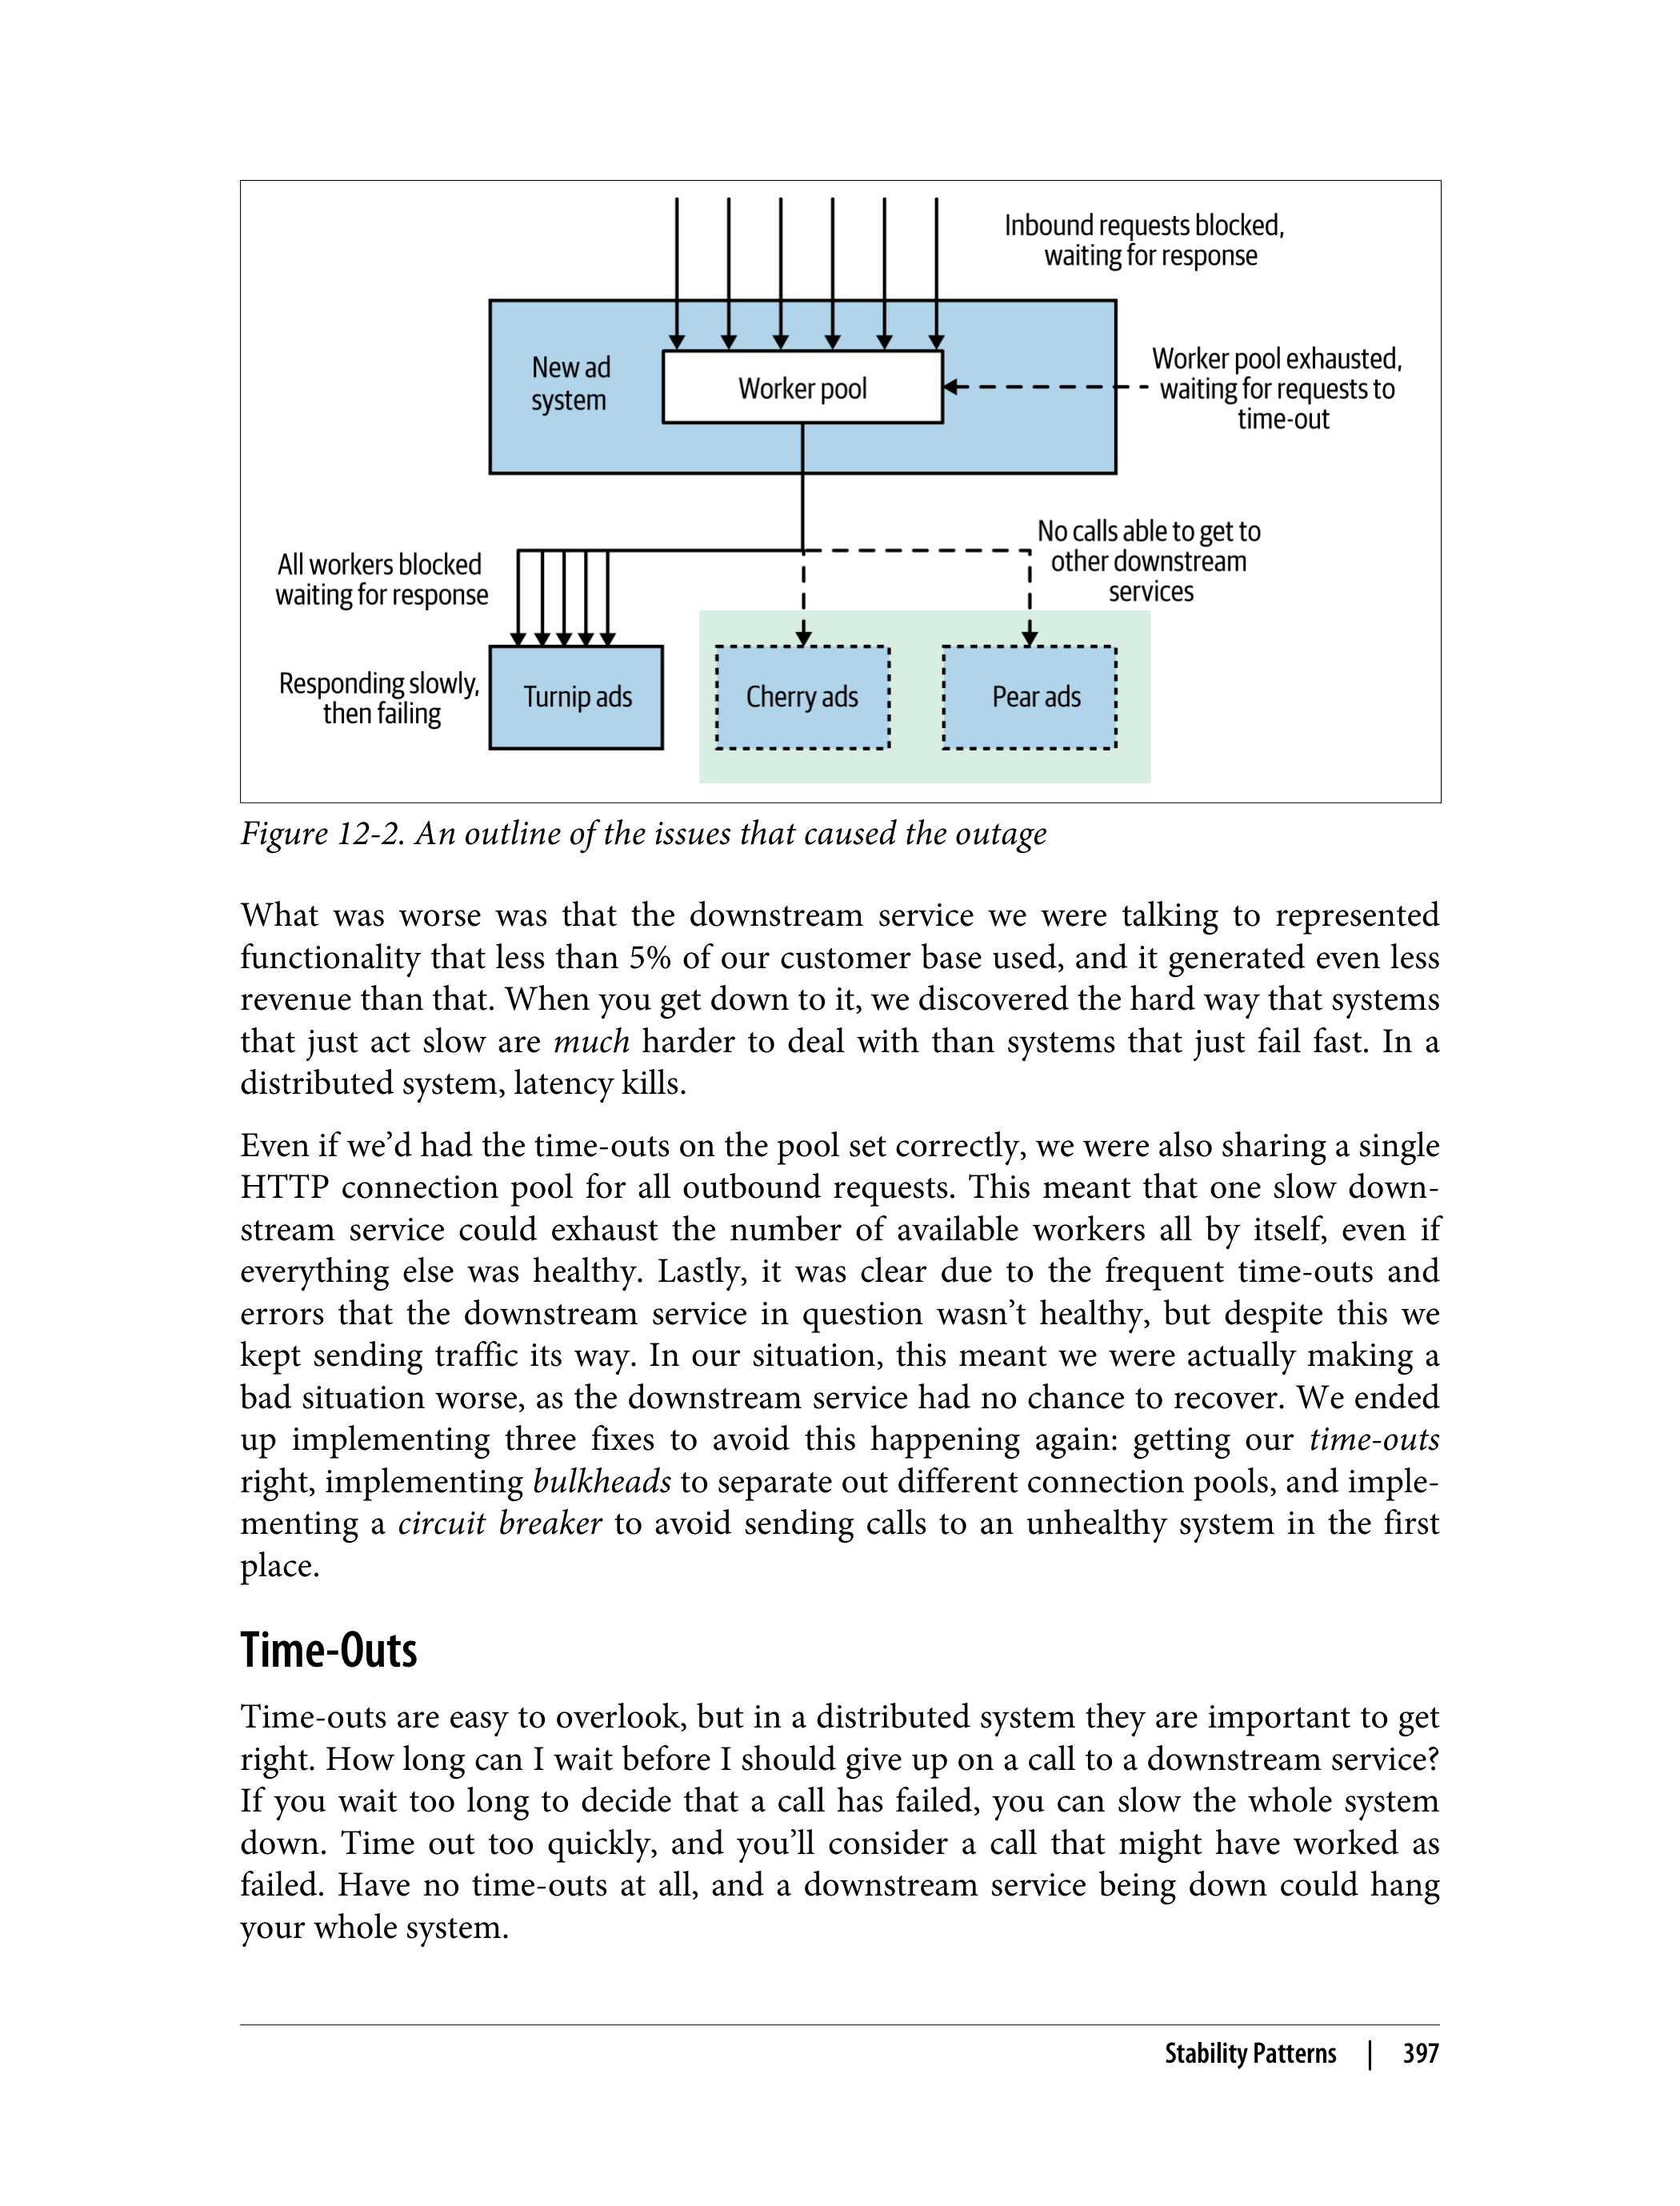 Inbound requests blocked,
waiting for response
New ad
system
Worker pool
Worker pool exhausted,
waiting for requests to
time-out
All workers blocked
waiting for response
No calls able to get to
other downstream
services
Responding slowly,
then failing
Turnip ads
Cherry ads
Pear ads
Figure 12-2. An outline of the issues that caused the outage
What was worse was that the downstream service we were talking to represented
functionality that less than 5% of our customer base used, and it generated even less
revenue than that. When you get down to it, we discovered the hard way that systems
that just act slow are much harder to deal with than systems that just fail fast. In a
distributed system, latency kills.
Even if we’d had the time-outs on the pool set correctly, we were also sharing a single
HTTP connection pool for all outbound requests. This meant that one slow down-
stream service could exhaust the number of available workers all by itself, even if
everything else was healthy. Lastly, it was clear due to the frequent time-outs and
errors that the downstream service in question wasn’t healthy, but despite this we
kept sending traffic its way. In our situation, this meant we were actually making a
bad situation worse, as the downstream service had no chance to recover. We ended
up implementing three fixes to avoid this happening again: getting our time-outs
right, implementing bulkheads to separate out different connection pools, and imple-
menting a circuit breaker to avoid sending calls to an unhealthy system in the first
place.
Time-Outs
Time-outs are easy to overlook, but in a distributed system they are important to get
right. How long can I wait before I should give up on a call to a downstream service?
If you wait too long to decide that a call has failed, you can slow the whole system
down. Time out too quickly, and you’ll consider a call that might have worked as
failed. Have no time-outs at all, and a downstream service being down could hang
your whole system.
Stability Patterns | 397